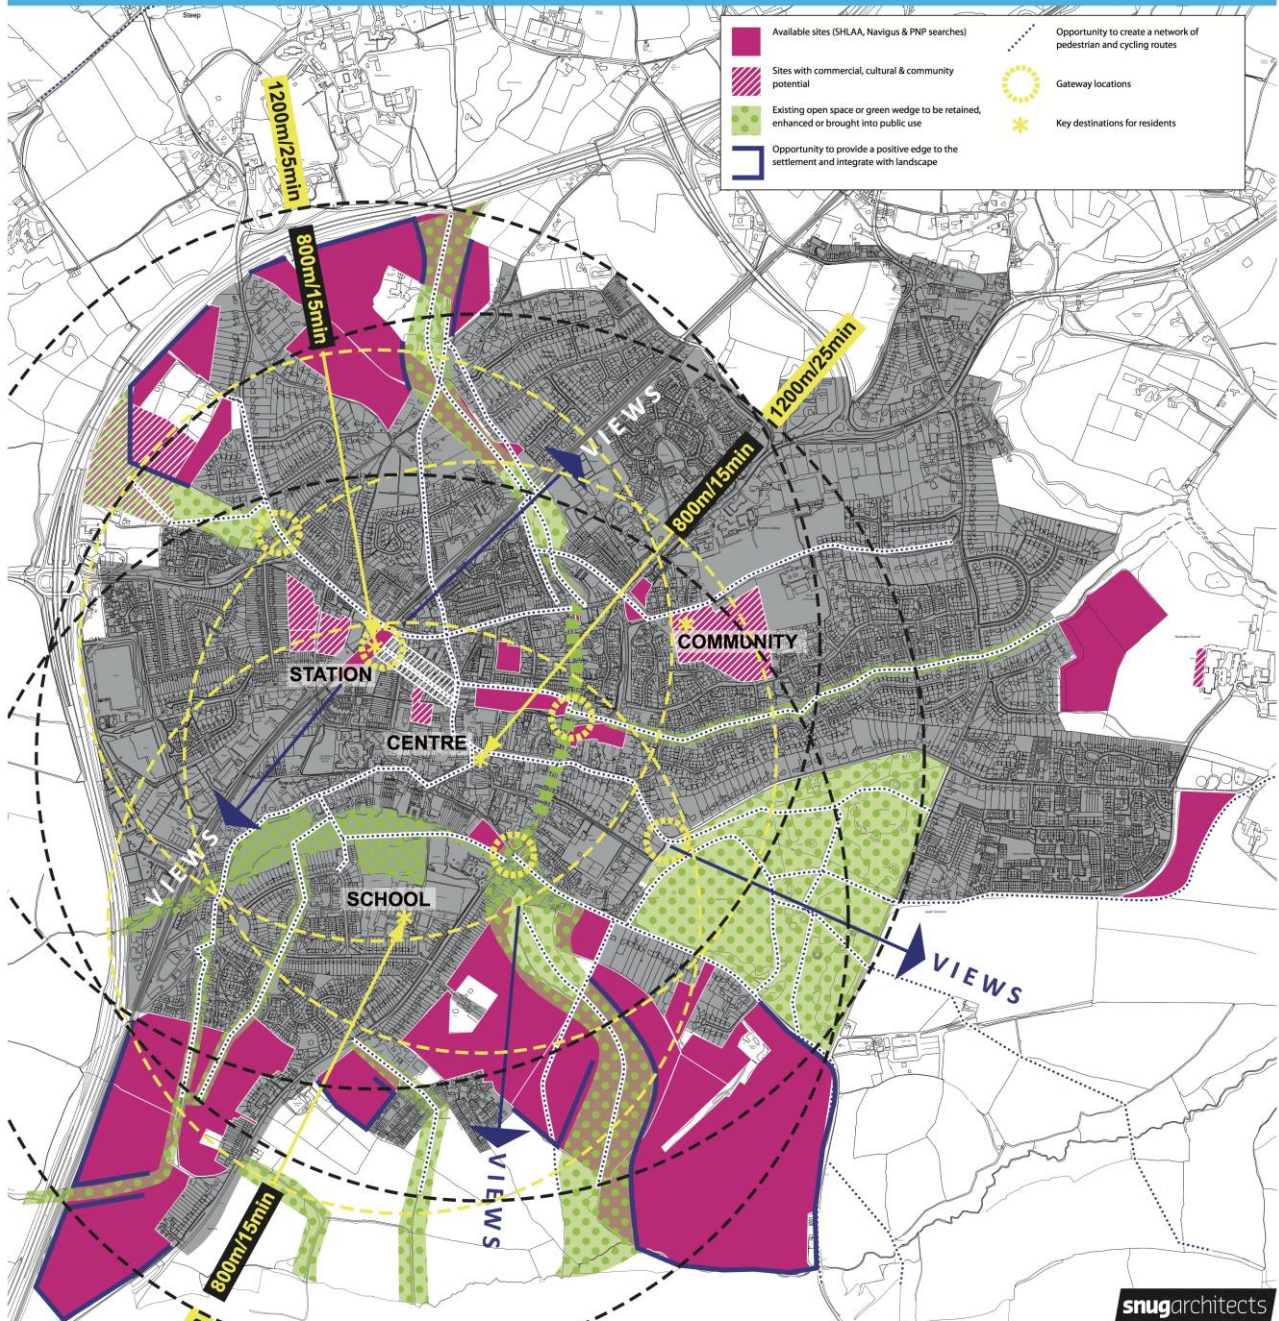 Sleep
Available sites (SHLAA, Navigus & PNP searches)
Sites with commercial, cultural & community
potential
Existing open space or green wedge to be retained,
enhanced or brought into public use
Opportunity to provide a positive edge to the
settlement and integrate with landscape
Opportunity to create a network of
pedestrian and cycling routes
Gateway locations
Key destinations for residents
1200m/25min
800m/15min
1200m/25min
VIEWS
800m/15min
COMMUNITY
STATION
CENTRE
VIEWS
SCHOOL
VIEWS
VIEWS
800m/15min
snugarchitects